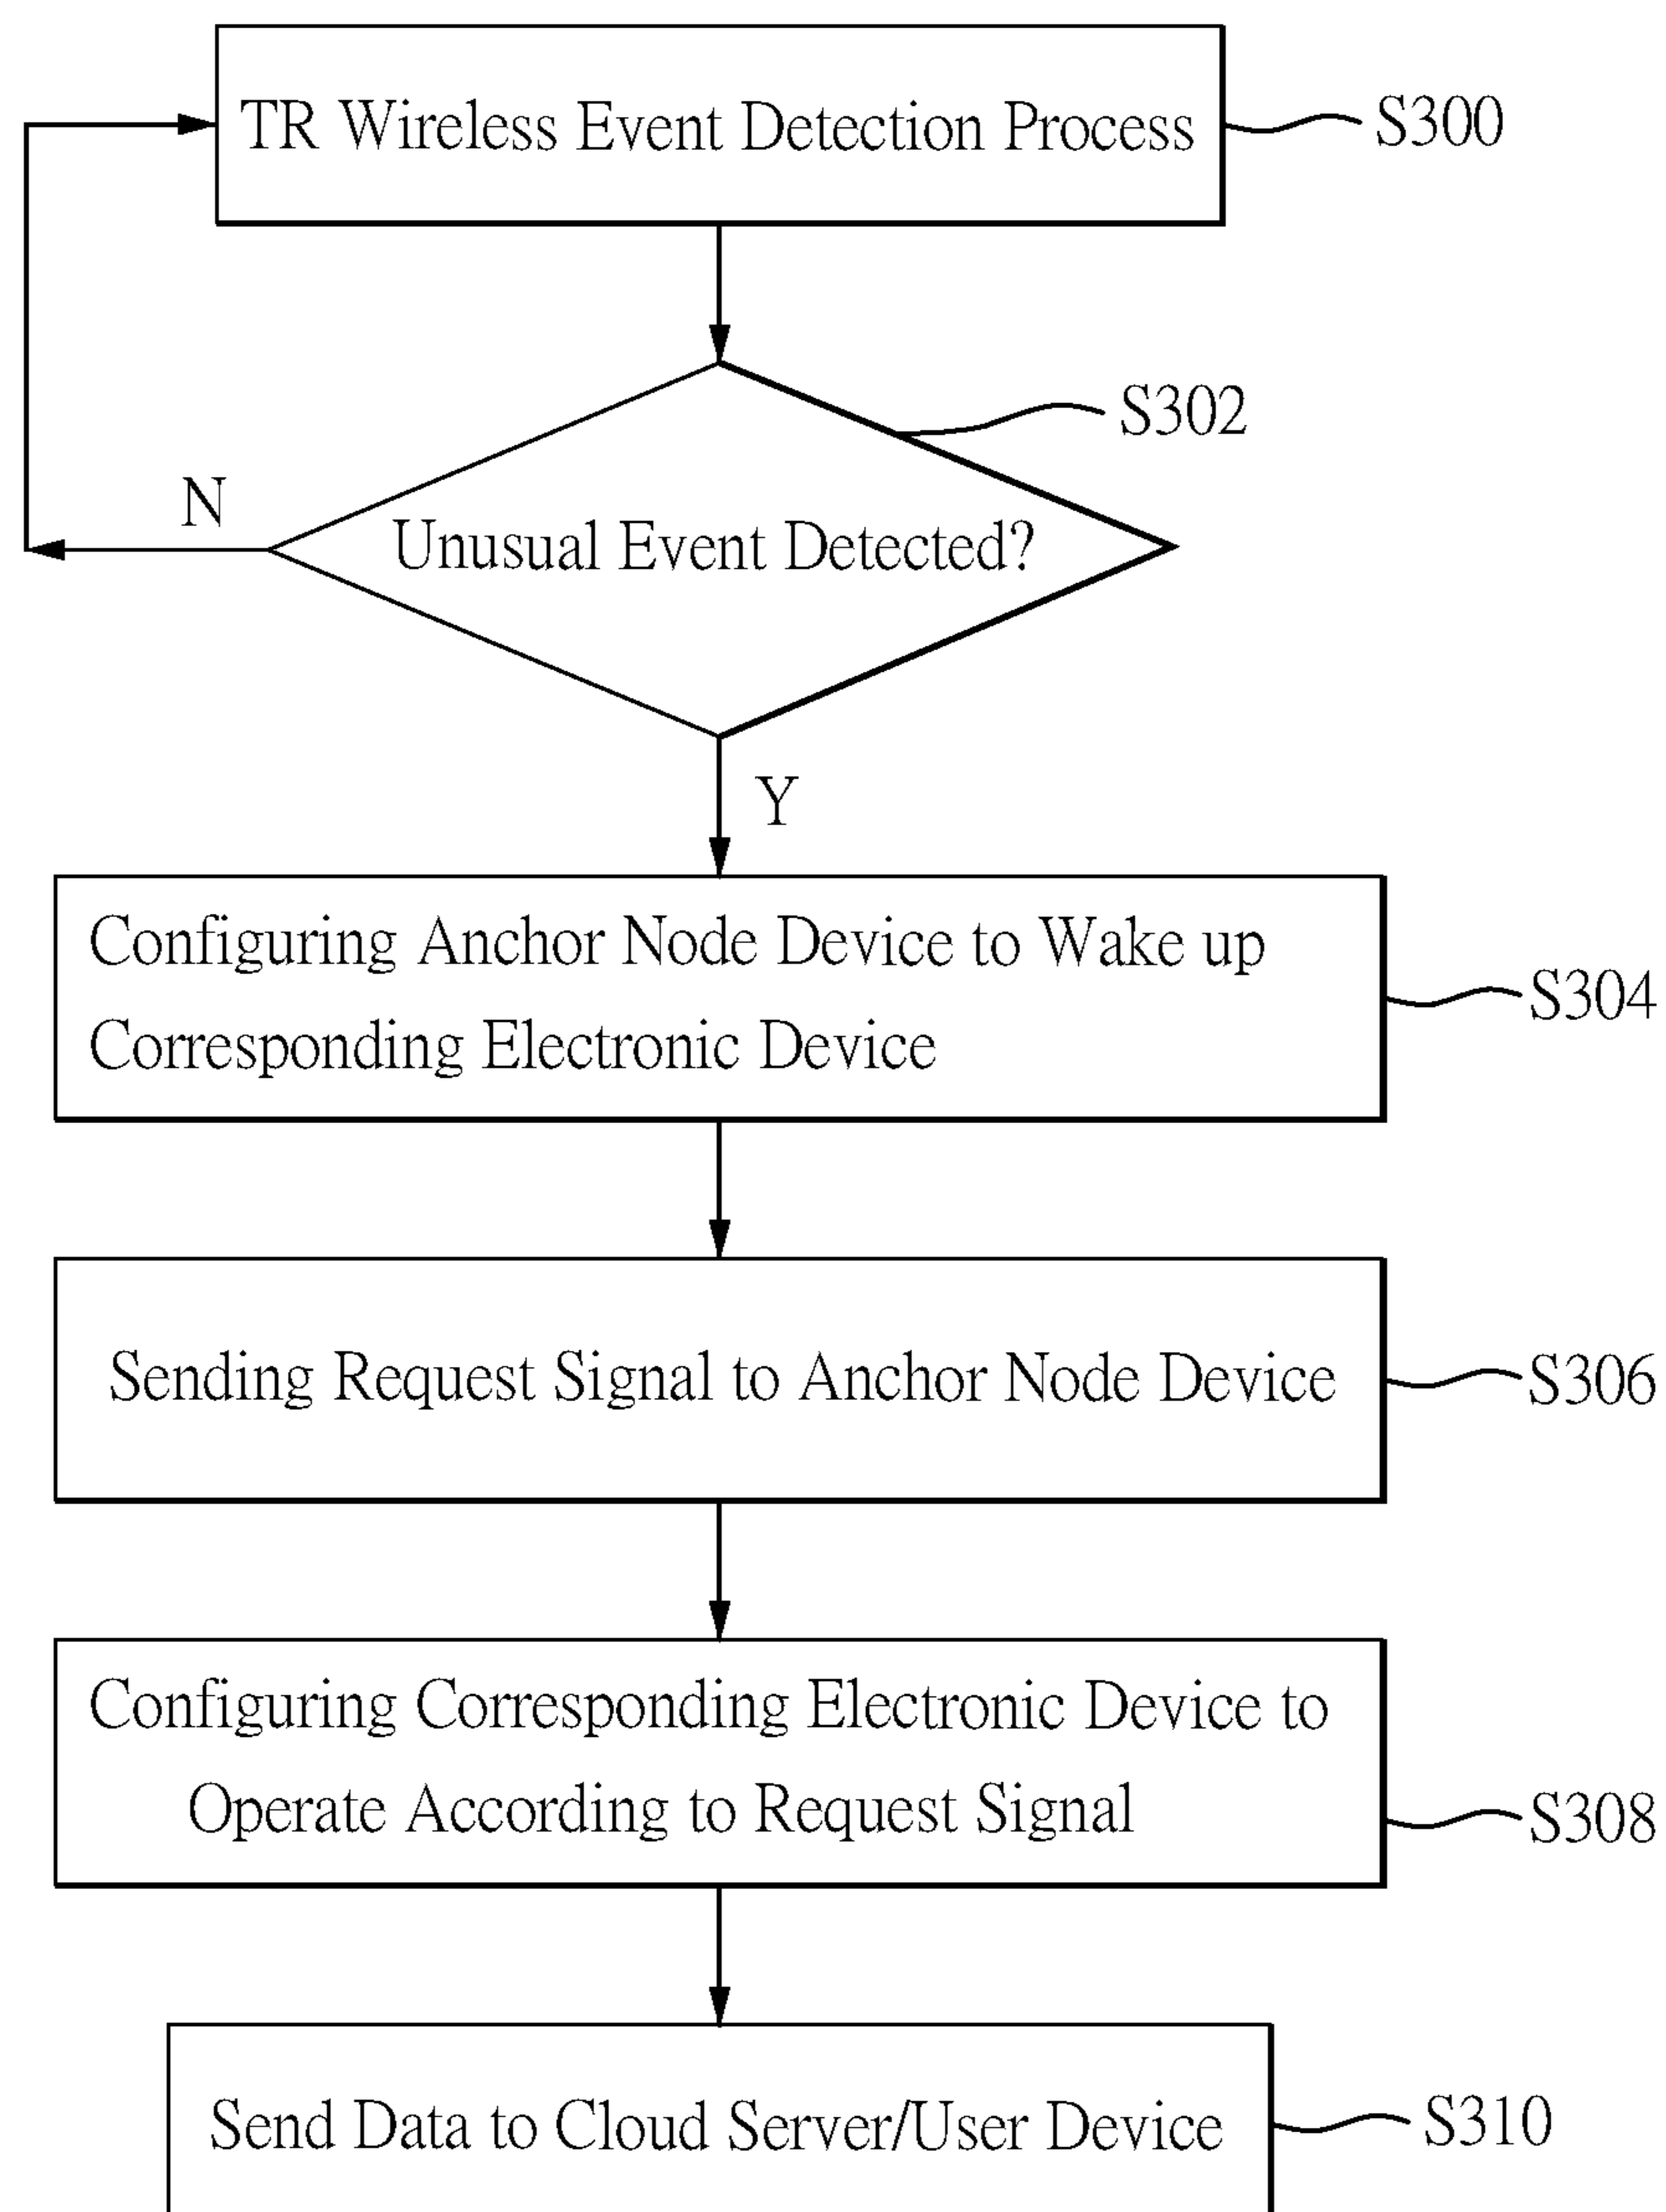 TR Wireless Event Detection Process
S300
S302
Unusual Event Detected?
N
Y
Configuring Anchor Node Device to Wake up
Corresponding Electronic Device
S304
Sending Request Signal to Anchor Node Device
S306
Configuring Corresponding Electronic Device to
Operate According to Request Signal
S308
Send Data to Cloud Server/User Device
S310